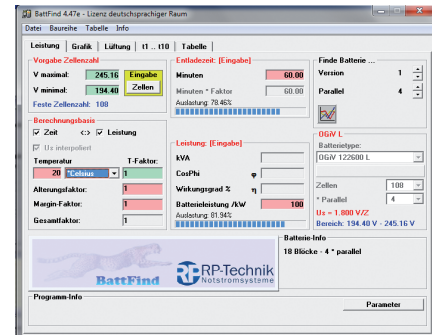 BattFind 4.47e - Lizenz deutschsprachiger Raum
Datei Baureihe Tabelle Info
Leistung Grafik Lüftung t1 .. t10 Tabelle
Vorgabe Zellenzahl
V maximal: 245.16 Eingabe
V minimal: 194.40 Zellen
Feste Zellenzahl: 108
Entladezeit: [Eingabe]
Minuten 60.00
Minuten * Faktor 60.00
Auslastung: 78.46%
Finde Batterie ...
Version 1
Parallel 4
Berechnungsbasis
Zeit <:> Leistung
Us interpoliert
Temperatur T-Faktor:
20 °Celsius 1
Alterungsfaktor: 1
Margin-Faktor: 1
Gesamtfaktor: 1
Leistung: [Eingabe]
kVA
CosPhi φ
Wirkungsgrad % η
Batterieleistung /kW 100
Auslastung: 81.94%
OGiV L
Batterietype:
OGiV 122600 L
Zellen 108
* Parallel 4
Us = 1.800 V/Z
Bereich: 194.40 V - 245.16 V
BattFind
RP RP-Technik
Notstromsysteme
Batterie-Info
18 Blöcke - 4 * parallel
Programm-Info
Parameter